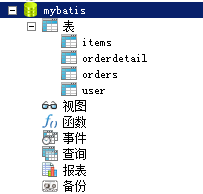 mybatis
表
items
orderdetail
orders
user
视图
函数
事件
查询
报表
备份